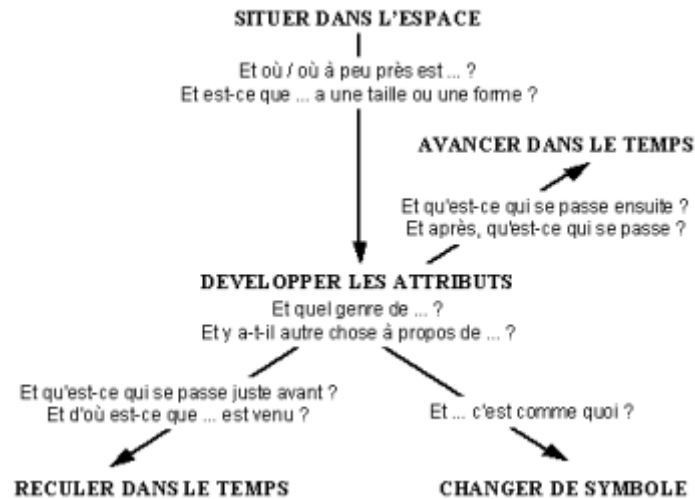 SITUER DANS L'ESPACE
Et où / où à peu près est ... ?
Et est-ce que ... a une taille ou une forme ?
AVANCER DANS LE TEMPS
Et qu'est-ce qui se passe ensuite ?
Et après, qu'est-ce qui se passe ?
DEVELOPPER LES ATTRIBUTS
Et quel genre de ... ?
Et y a-t-il autre chose à propos de ... ?
Et qu'est-ce qui se passe juste avant ?
Et d'où est-ce que ... est venu ?
Et ... c'est comme quoi ?
RECULER DANS LE TEMPS
CHANGER DE SYMBOLE